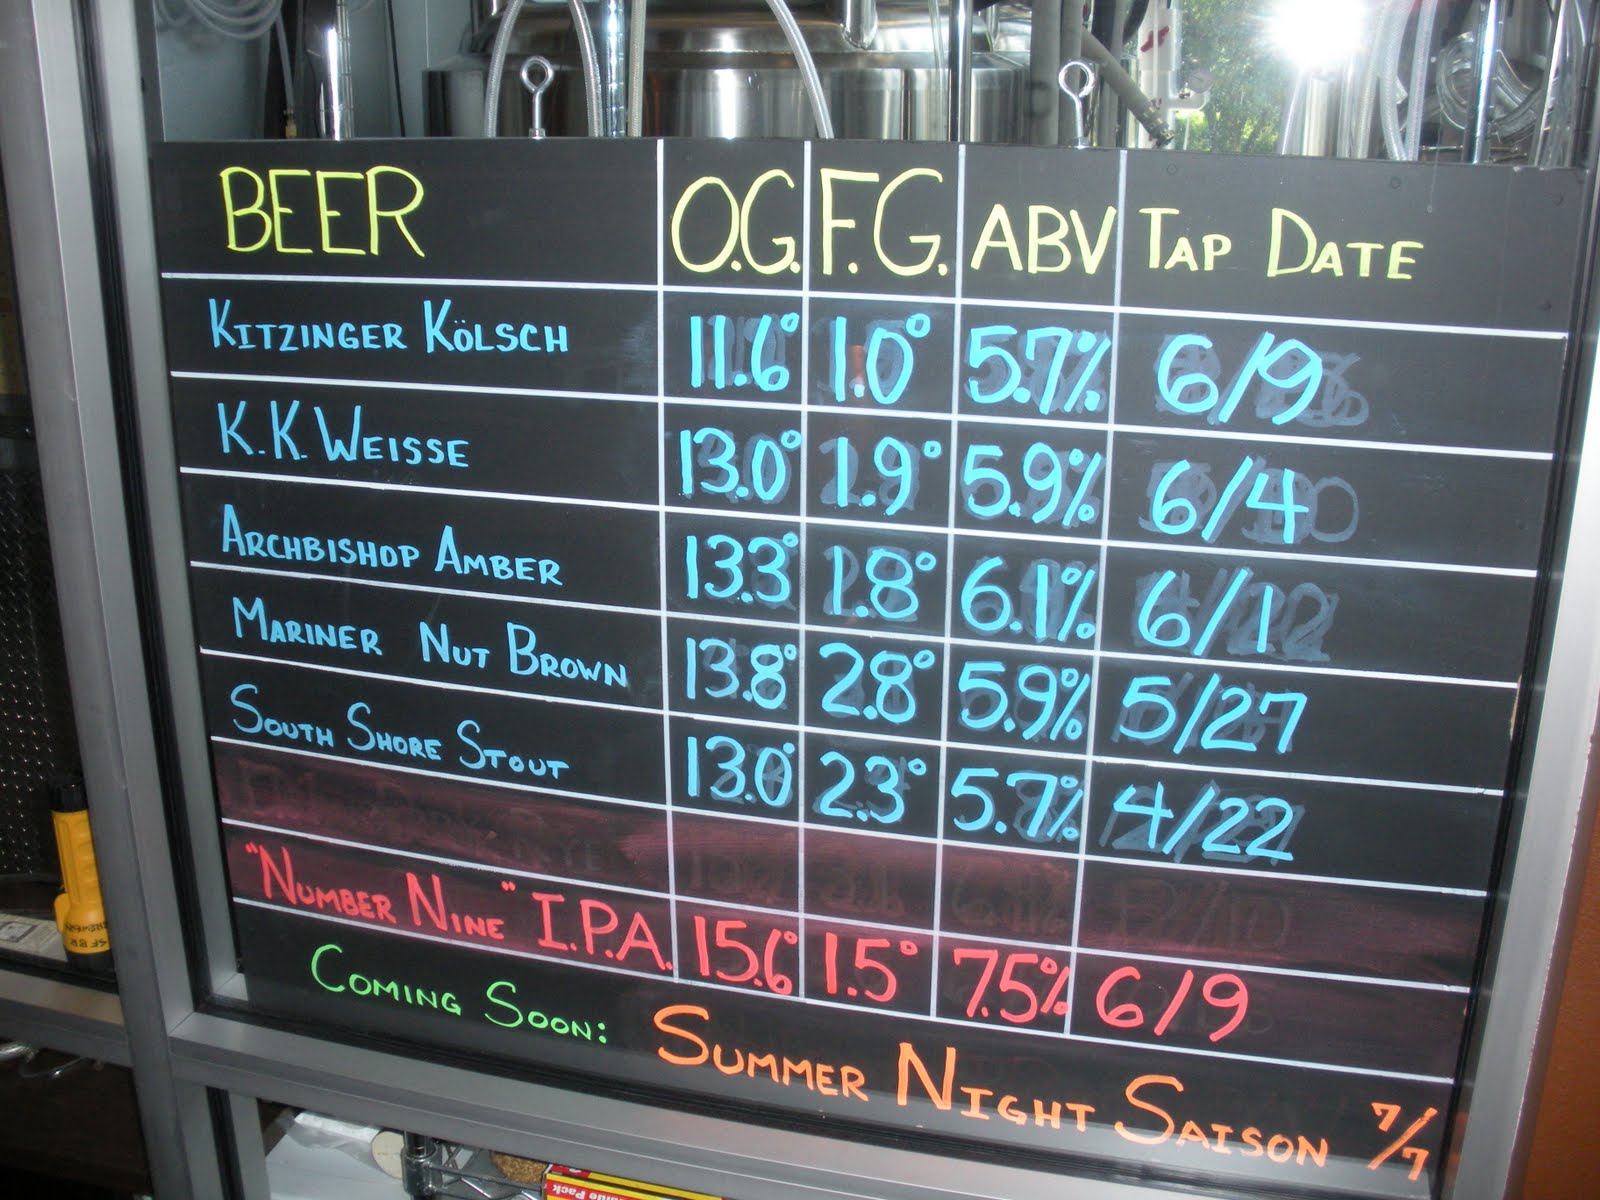 BEER O.G. F.G. ABV TAP DATE
KITZINGER KÖLSCH 11.6° 1.0° 5.7% 6/9
K.K. WEISSE 13.0° 1.9° 5.9% 6/4
ARCHBISHOP AMBER 13.3° 1.8° 6.1% 6/1
MARINER NUT BROWN 13.8° 2.8° 5.9% 5/27
SOUTH SHORE STOUT 13.0° 2.3° 5.7% 4/22
"NUMBER NINE" I.P.A. 15.6° 1.5° 7.5% 6/9
COMING SOON: SUMMER NIGHT SAISON 7/7